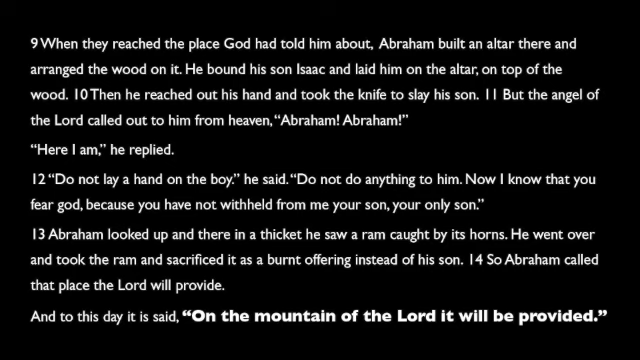 9 When they reached the place God had told him about, Abraham built an altar there and
arranged the wood on it. He bound his son Isaac and laid him on the altar, on top of the
wood. 10 Then he reached out his hand and took the knife to slay his son. 11 But the angel of
the Lord called out to him from heaven, “Abraham! Abraham!”
“Here I am,” he replied.
12 “Do not lay a hand on the boy.” he said. “Do not do anything to him. Now I know that you
fear god, because you have not withheld from me your son, your only son.”
13 Abraham looked up and there in a thicket he saw a ram caught by its horns. He went over
and took the ram and sacrificed it as a burnt offering instead of his son. 14 So Abraham called
that place the Lord will provide.
And to this day it is said, “On the mountain of the Lord it will be provided.”